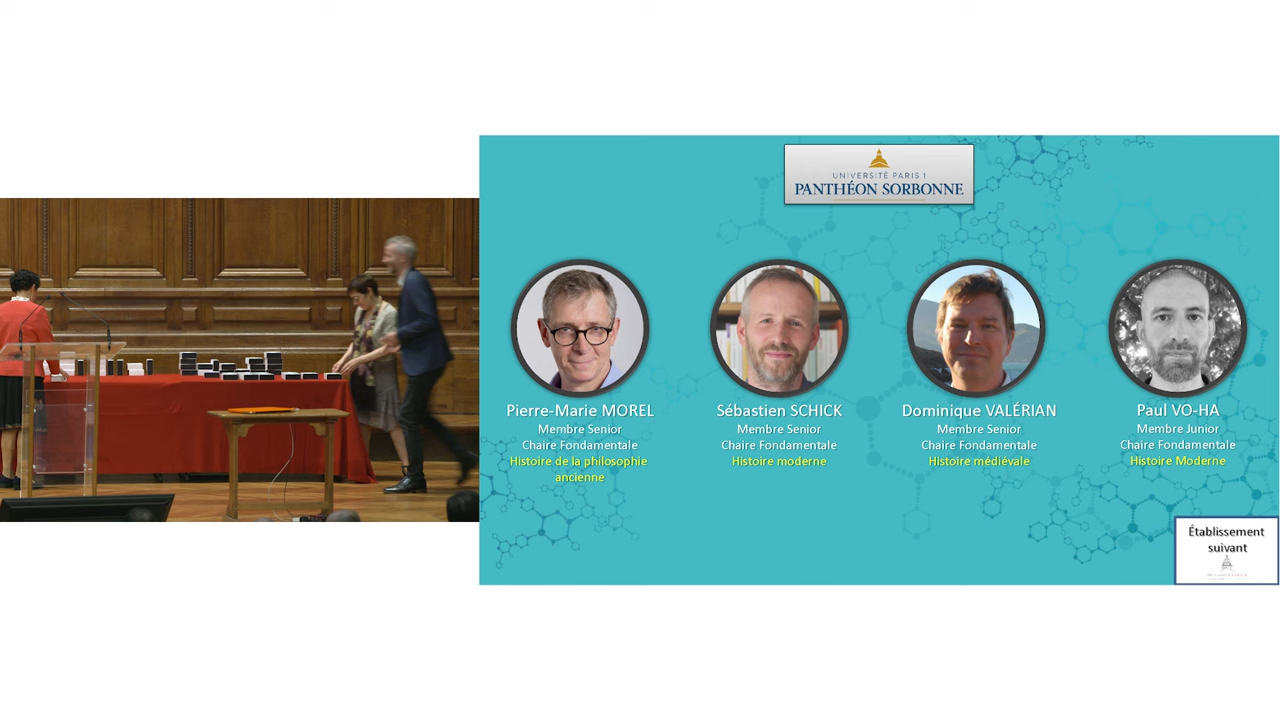 UNIVERSITÉ PARIS 1
PANTHÉON SORBONNE
Pierre-Marie MOREL
Membre Senior
Chaire Fondamentale
Histoire de la philosophie
ancienne
Sébastien SCHICK
Membre Senior
Chaire Fondamentale
Histoire moderne
Dominique VALÉRIAN
Membre Senior
Chaire Fondamentale
Histoire médiévale
Paul VO-HA
Membre Junior
Chaire Fondamentale
Histoire Moderne
Établissement
suivant